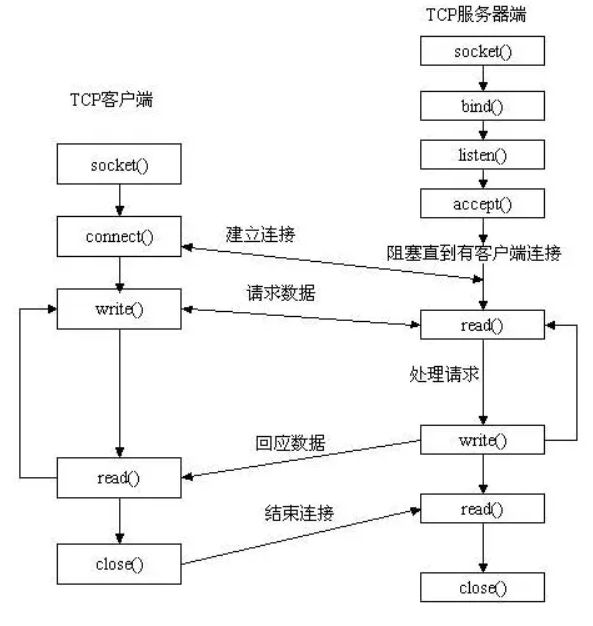 TCP服务器端
socket()
bind()
TCP客户端
listen()
socket()
accept()
connect()
建立连接
阻塞直到有客户端连接
请求数据
write()
read()
处理请求
回应数据
write()
read()
结束连接
read()
close()
close()